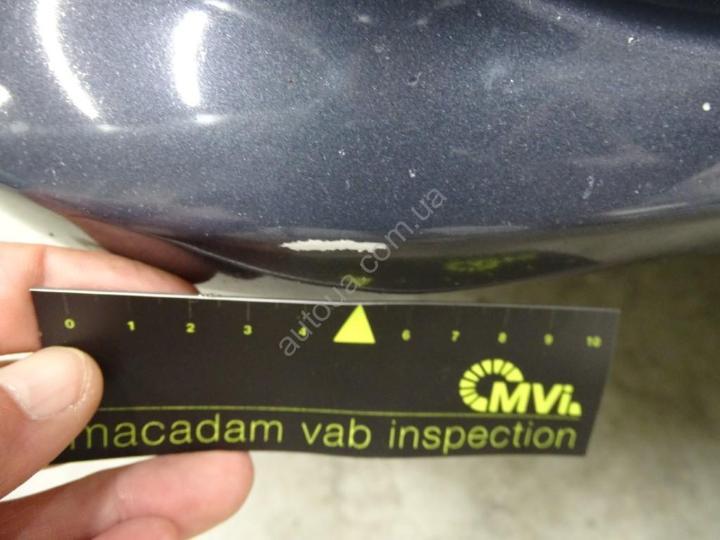 autoua.com.ua
0 1 2 3 4 6 7 8 9 10
MVi.
macadam vab inspection